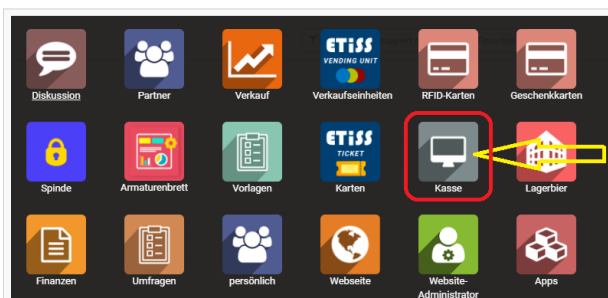 ETiSS
VENDING UNIT
Diskussion Partner Verkauf Verkaufseinheiten RFID-Karten Geschenkkarten
ETiSS
TICKET
Spinde Armaturenbrett Vorlagen Karten Kasse Lagerbier
Finanzen Umfragen persönlich Webseite Website-Administrator Apps